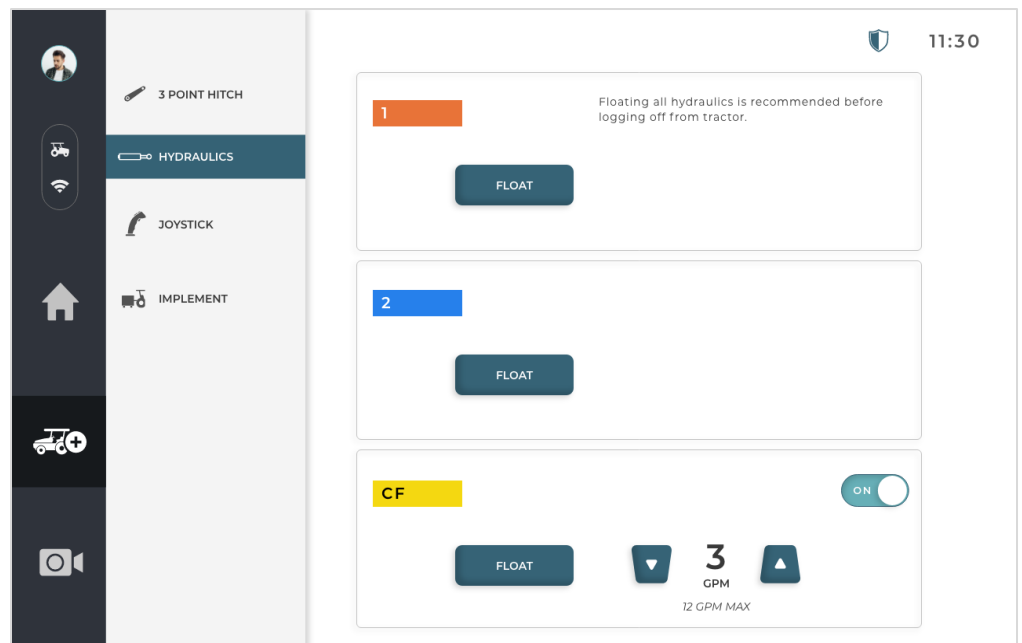 11:30
3 POINT HITCH
HYDRAULICS
JOYSTICK
IMPLEMENT
1
Floating all hydraulics is recommended before
logging off from tractor.
FLOAT
2
FLOAT
CF
ON
FLOAT
3
GPM
12 GPM MAX